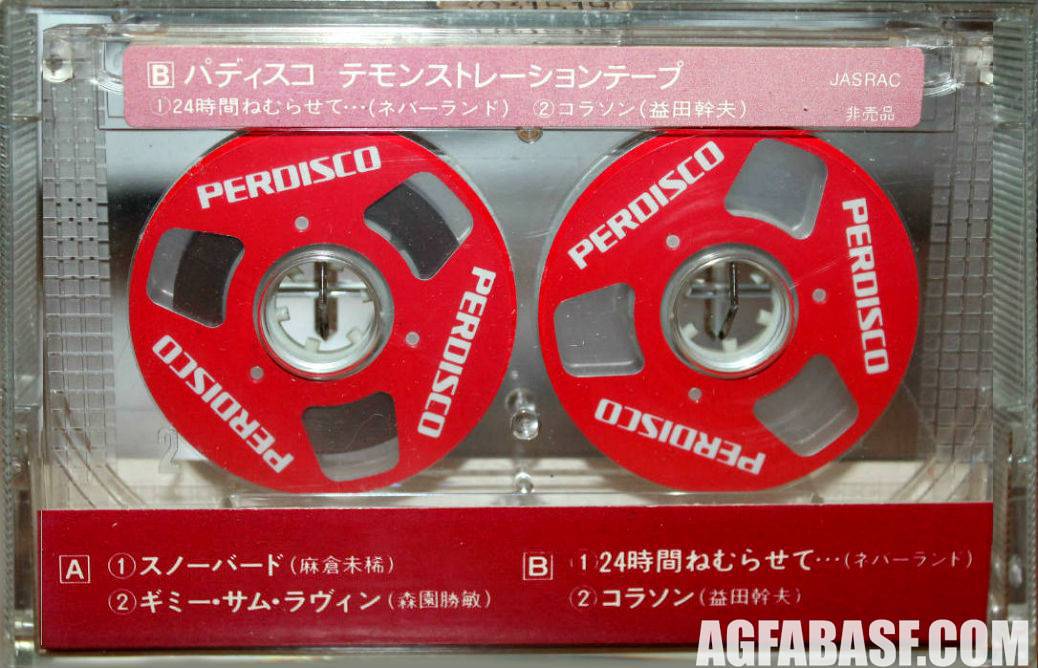 B パディスコ テモンストレーションテープ JASRAC
①24時間ねむらせて…(ネバーランド) ②コラソン(益田幹夫) 非売品
PERDISCO
PERDISCO
PERDISCO
PERDISCO
PERDISCO
PERDISCO
2
A ①スノーバード(麻倉未稀)
②ギミー・サム・ラヴィン(森園勝敏)
B (1)24時間ねむらせて…(ネバーラント)
②コラソン(益田幹夫)
AGFABASF.COM